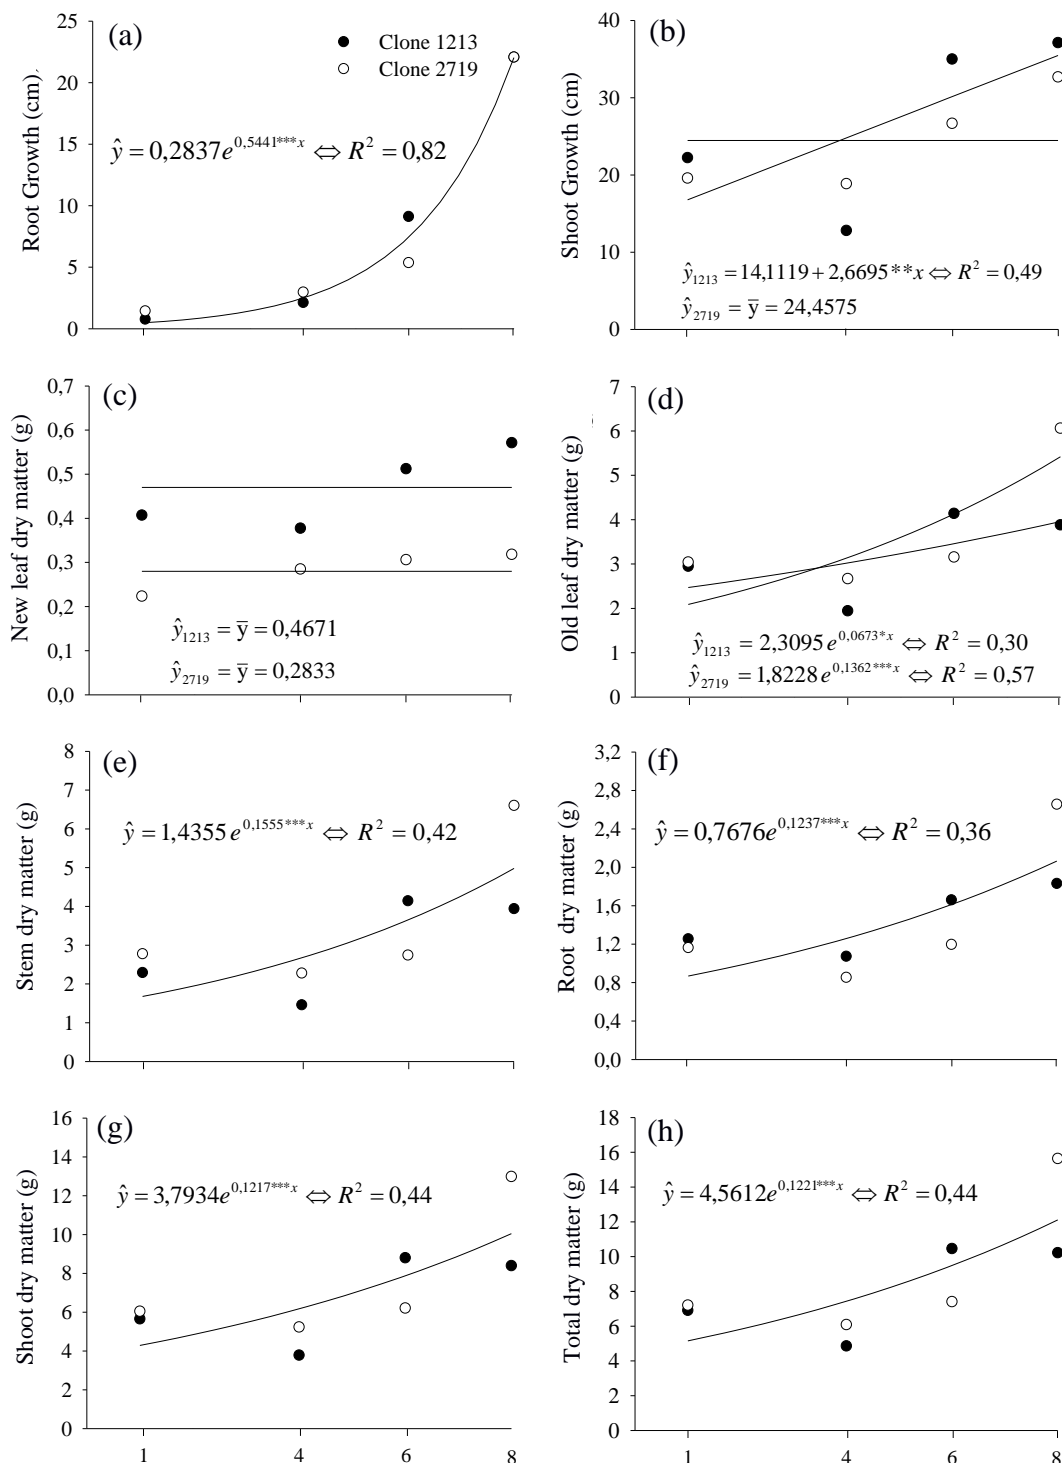 (a)
Clone 1213
Clone 2719
ŷ = 0,2837e^{0,5441***x} ⇔ R² = 0,82
Root Growth (cm)
25
20
15
10
5
0
(b)
Shoot Growth (cm)
40
30
20
10
0
ŷ₁₂₁₃ = 14,1119 + 2,6695**x ⇔ R² = 0,49
ŷ₂₇₁₉ = ȳ = 24,4575
(c)
New leaf dry matter (g)
0,7
0,6
0,5
0,4
0,3
0,2
0,1
0,0
ŷ₁₂₁₃ = ȳ = 0,4671
ŷ₂₇₁₉ = ȳ = 0,2833
(d)
Old leaf dry matter (g)
7
6
5
4
3
2
1
0
ŷ₁₂₁₃ = 2,3095e^{0,0673*x} ⇔ R² = 0,30
ŷ₂₇₁₉ = 1,8228e^{0,1362***x} ⇔ R² = 0,57
(e)
Stem dry matter (g)
8
7
6
5
4
3
2
1
0
ŷ = 1,4355e^{0,1555***x} ⇔ R² = 0,42
(f)
Root dry matter (g)
3,2
2,8
2,4
2,0
1,6
1,2
0,8
0,4
0,0
ŷ = 0,7676e^{0,1237***x} ⇔ R² = 0,36
(g)
Shoot dry matter (g)
16
14
12
10
8
6
4
2
0
ŷ = 3,7934e^{0,1217***x} ⇔ R² = 0,44
1 4 6 8
(h)
Total dry matter (g)
18
16
14
12
10
8
6
4
2
0
ŷ = 4,5612e^{0,1221***x} ⇔ R² = 0,44
1 4 6 8